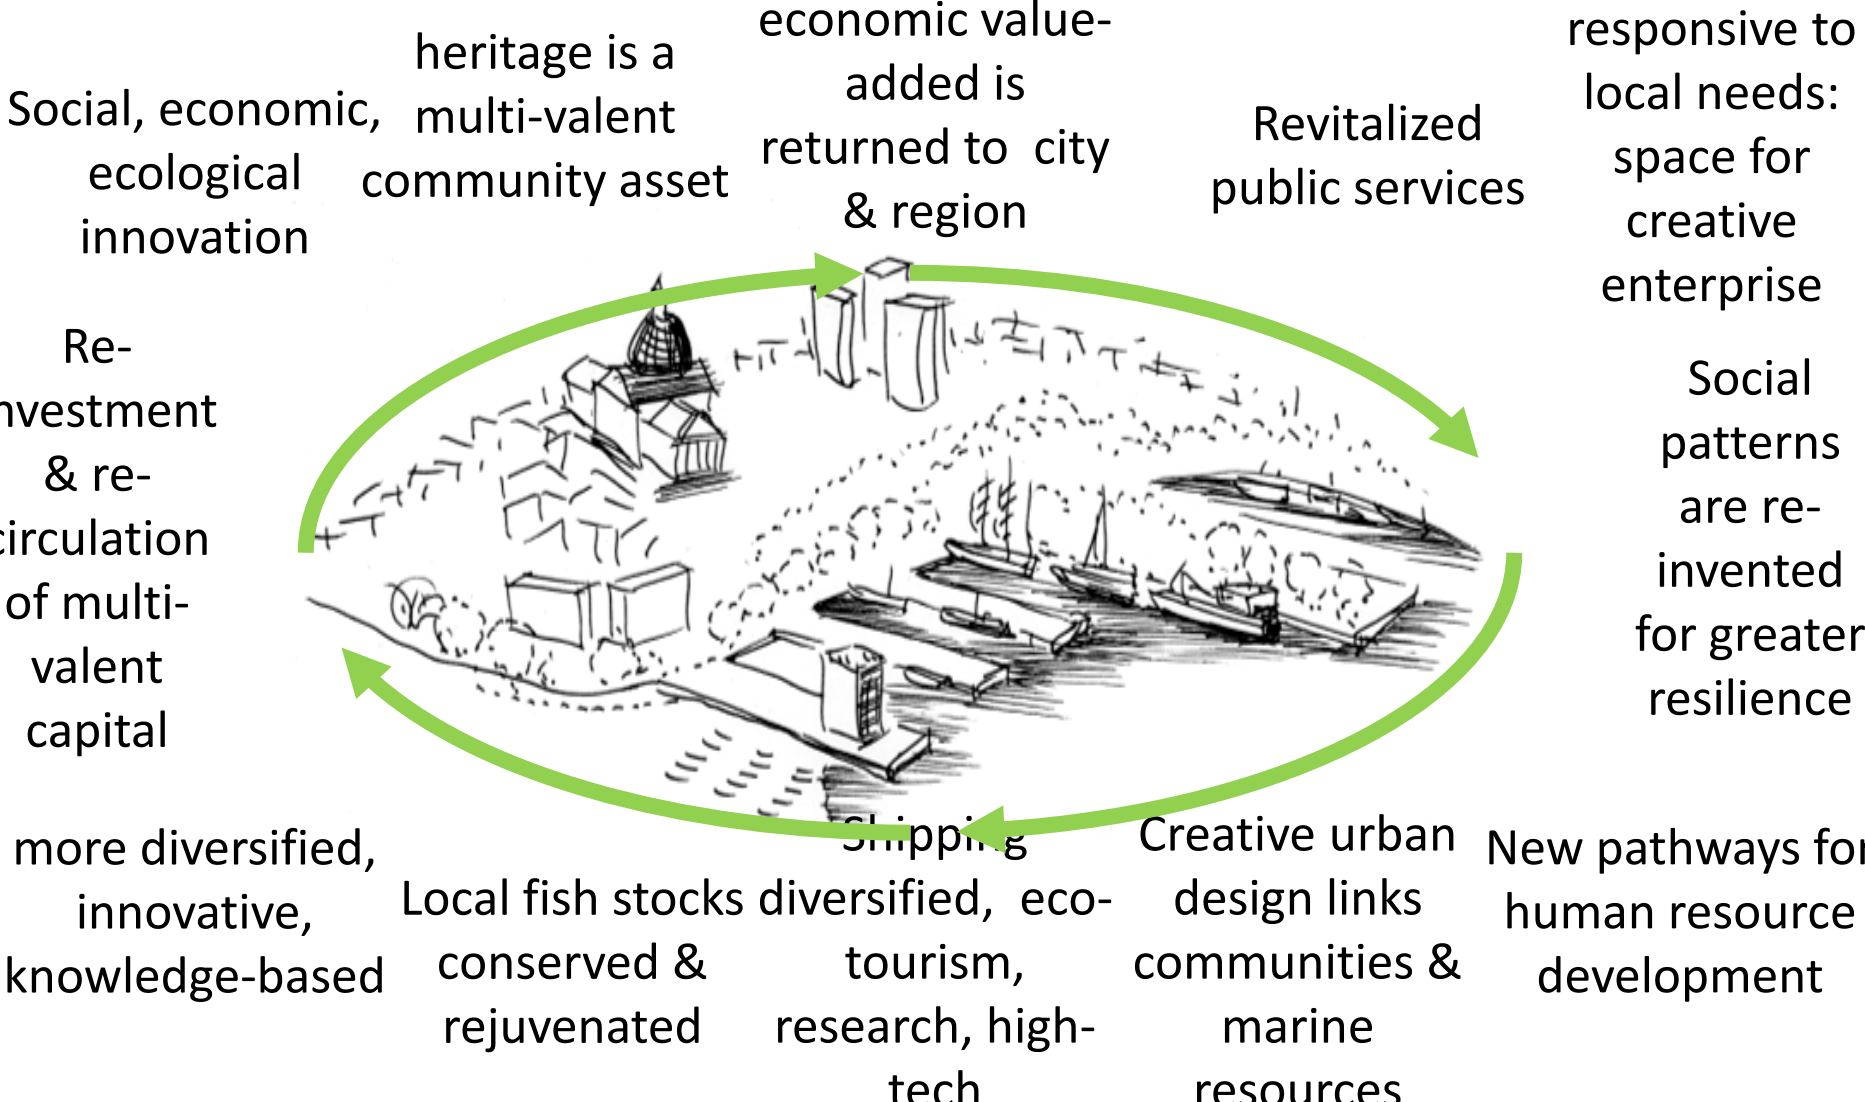 Social, economic,
ecological
innovation
heritage is a
multi-valent
community asset
economic value-
added is
returned to city
& region
Revitalized
public services
responsive to
local needs:
space for
creative
enterprise
Re-
nvestment
& re-
circulation
of multi-
valent
capital
Social
patterns
are re-
invented
for greater
resilience
more diversified,
innovative,
knowledge-based
Local fish stocks
conserved &
rejuvenated
Shipping
diversified, eco-
tourism,
research, high-
tech
Creative urban
design links
communities &
marine
resources
New pathways for
human resource
development